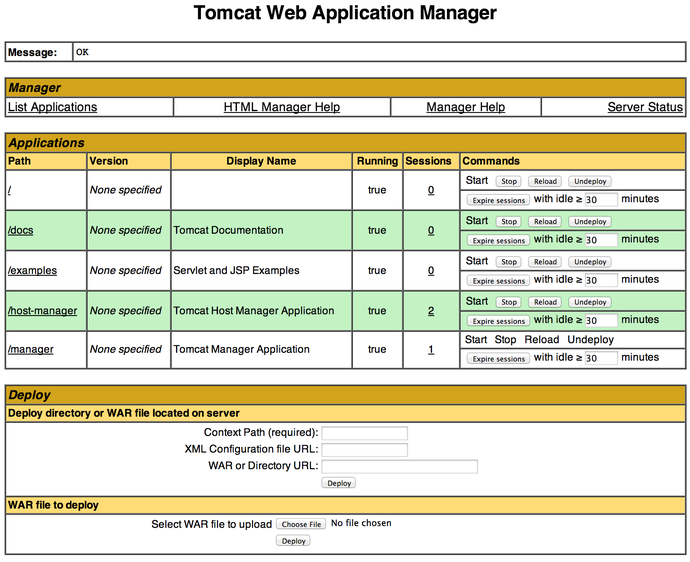 Tomcat Web Application Manager
Message: OK
Manager
List Applications HTML Manager Help Manager Help Server Status
Applications
Path Version Display Name Running Sessions Commands
/ None specified true 0 Start Stop Reload Undeploy
Expire sessions with idle ≥ 30 minutes
/docs None specified Tomcat Documentation true 0 Start Stop Reload Undeploy
Expire sessions with idle ≥ 30 minutes
/examples None specified Servlet and JSP Examples true 0 Start Stop Reload Undeploy
Expire sessions with idle ≥ 30 minutes
/host-manager None specified Tomcat Host Manager Application true 2 Start Stop Reload Undeploy
Expire sessions with idle ≥ 30 minutes
/manager None specified Tomcat Manager Application true 1 Start Stop Reload Undeploy
Expire sessions with idle ≥ 30 minutes
Deploy
Deploy directory or WAR file located on server
Context Path (required):
XML Configuration file URL:
WAR or Directory URL:
Deploy
WAR file to deploy
Select WAR file to upload Choose File No file chosen
Deploy